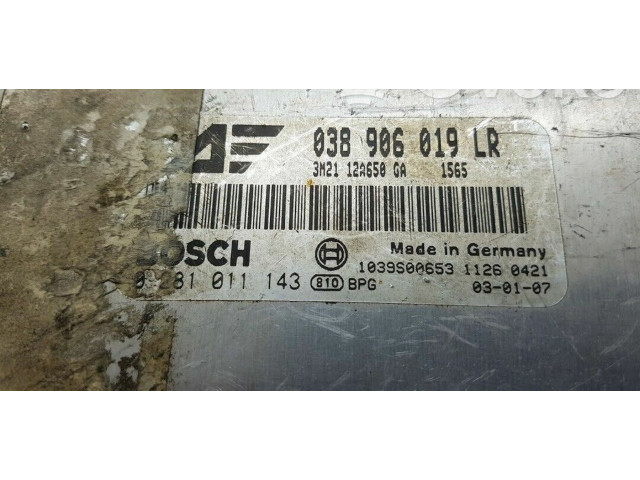 038 906 019 LR
3M21 12A650 GA 1565
BOSCH
Made in Germany
1039S00653 1126 0421
0 281 011 143 810 BPG
03-01-07